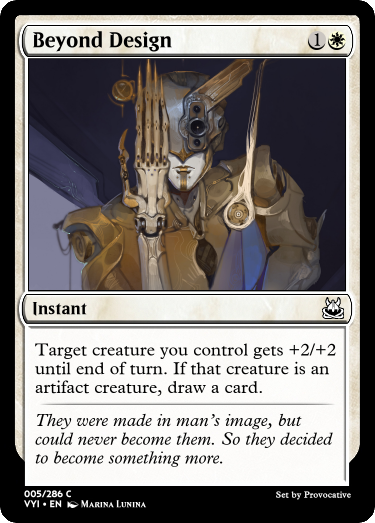 Beyond Design 1
Instant
Target creature you control gets +2/+2
until end of turn. If that creature is an
artifact creature, draw a card.
They were made in man's image, but
could never become them. So they decided
to become something more.
005/286 C
VYI • EN Marina Lunina
Set by Provocative